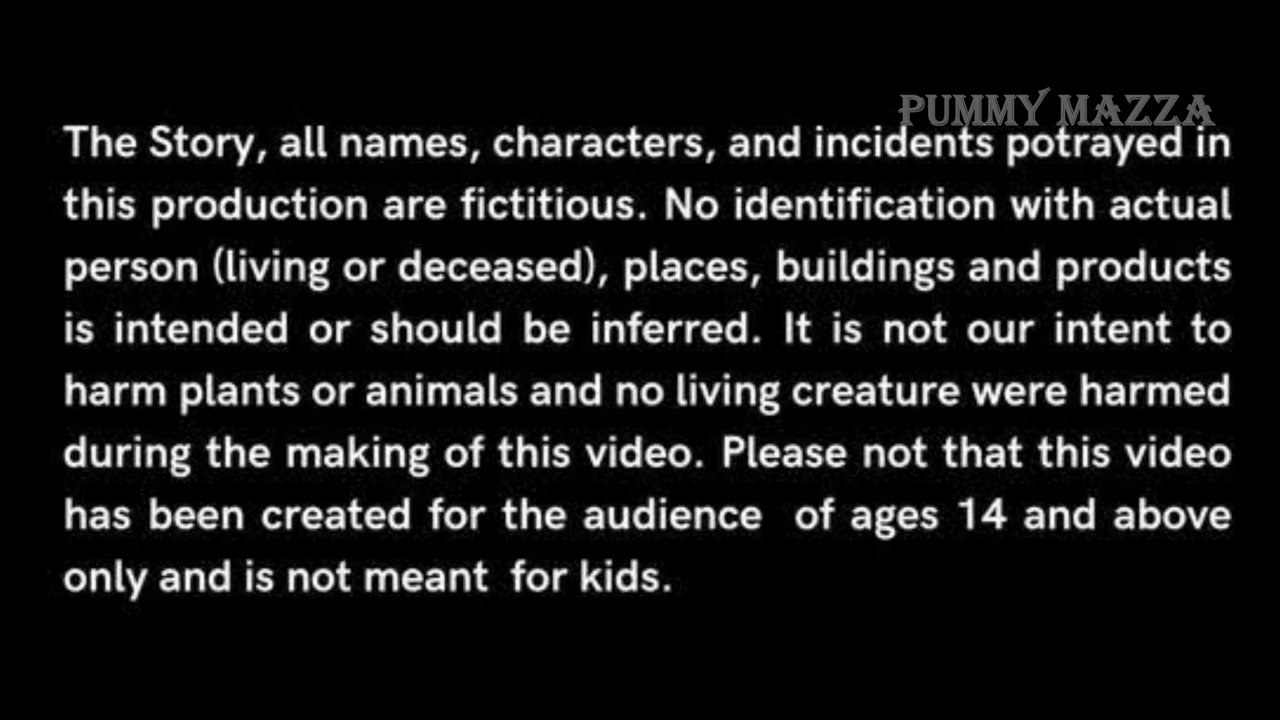 PUMMY MAZZA
The Story, all names, characters, and incidents potrayed in
this production are fictitious. No identification with actual
person (living or deceased), places, buildings and products
is intended or should be inferred. It is not our intent to
harm plants or animals and no living creature were harmed
during the making of this video. Please not that this video
has been created for the audience of ages 14 and above
only and is not meant for kids.